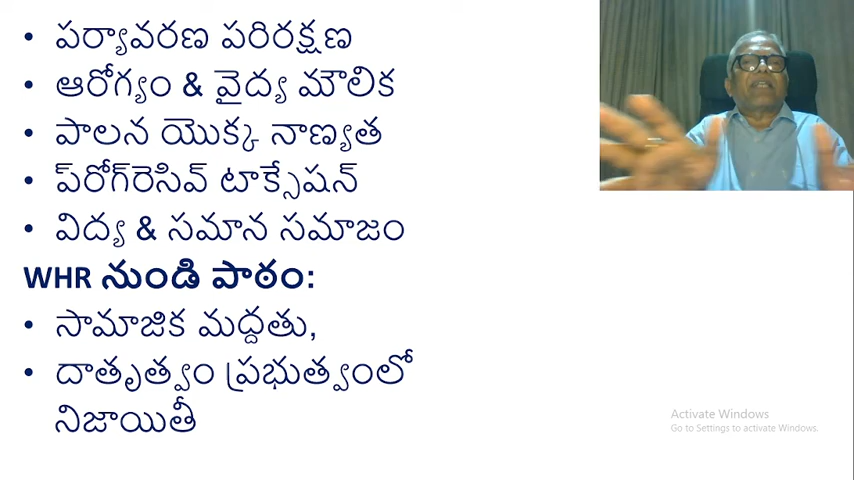 • పర్యావరణ పరిరక్షణ
• ఆరోగ్యం & వైద్య మౌలిక
• పాలన యొక్క నాణ్యత
• ప్రోగ్‌రెసివ్ టాక్సేషన్
• విద్య & సమాన సమాజం
WHR నుండి పాఠం:
• సామాజిక మద్దతు,
• దాతృత్వం ప్రభుత్వంలో
నిజాయితీ
Activate Windows
Go to Settings to activate Windows.